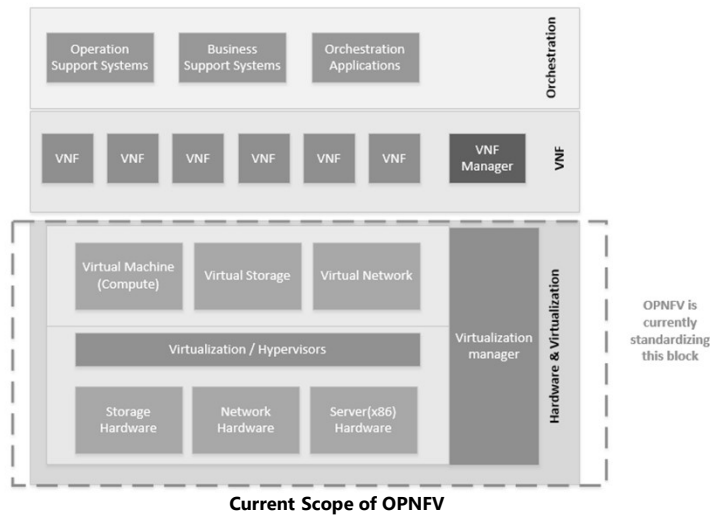 Operation
Support Systems
Business
Support Systems
Orchestration
Applications
Orchestration
VNF
VNF
VNF
VNF
VNF
VNF
VNF
Manager
VNF
Virtual Machine
(Compute)
Virtual Storage
Virtual Network
Virtualization / Hypervisors
Storage
Hardware
Network
Hardware
Server(x86)
Hardware
Virtualization
manager
Hardware & Virtualization
OPNFV is
currently
standardizing
this block
Current Scope of OPNFV